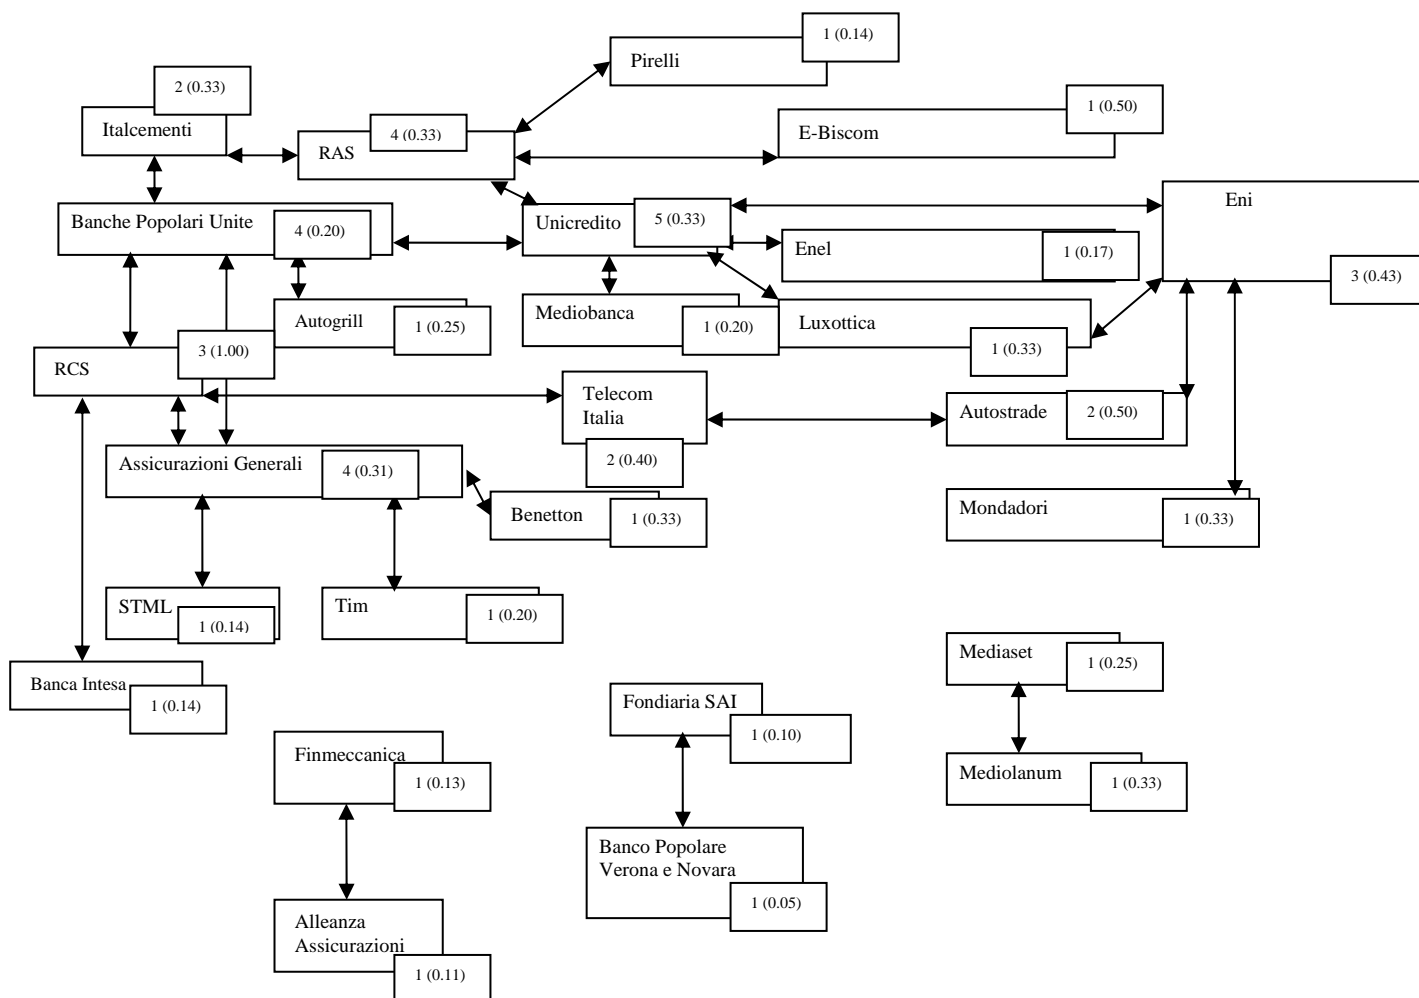 1 (0.14)
Pirelli
2 (0.33)
Italcementi
4 (0.33)
RAS
1 (0.50)
E-Biscom
Eni
3 (0.43)
Banche Popolari Unite
4 (0.20)
Unicredito
5 (0.33)
Enel
1 (0.17)
Autogrill
1 (0.25)
Mediobanca
1 (0.20)
Luxottica
1 (0.33)
RCS
3 (1.00)
Telecom
Italia
2 (0.40)
Autostrade
2 (0.50)
Assicurazioni Generali
4 (0.31)
Benetton
1 (0.33)
Mondadori
1 (0.33)
STML
1 (0.14)
Tim
1 (0.20)
Banca Intesa
1 (0.14)
Mediaset
1 (0.25)
Fondiaria SAI
1 (0.10)
Finmeccanica
1 (0.13)
Mediolanum
1 (0.33)
Banco Popolare
Verona e Novara
1 (0.05)
Alleanza
Assicurazioni
1 (0.11)